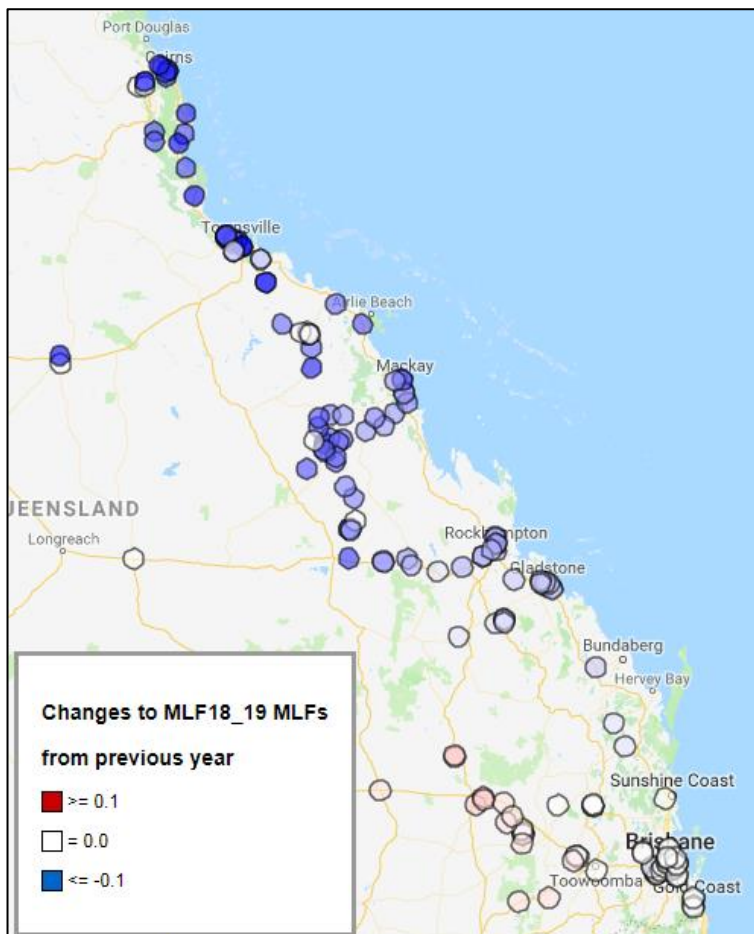 Port Douglas
Cairns
Townsville
Airlie Beach
Mackay
UEENSLAND
Longreach
Rockhampton
Gladstone
Bundaberg
Hervey Bay
Changes to MLF18_19 MLFs
from previous year
>= 0.1
= 0.0
<= -0.1
Sunshine Coast
Brisbane
Toowoomba
Gold Coast